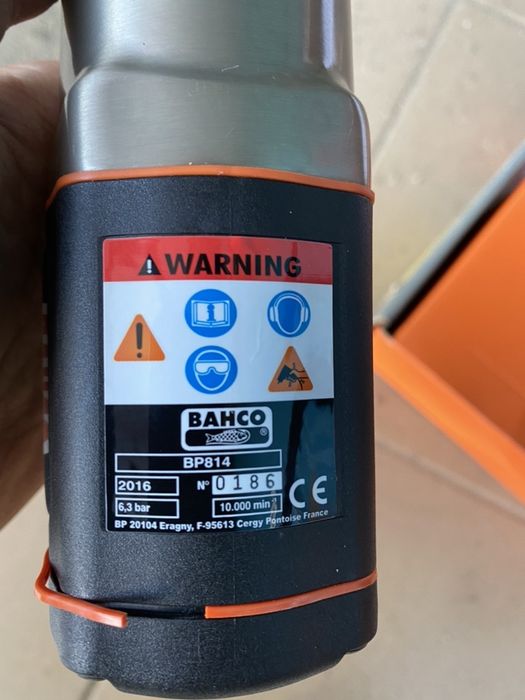 WARNING
BAHCO
®
BP814
2016 Nº 0186
6,3 bar 10.000 min⁻¹ CE
BP 20104 Eragny, F-95613 Cergy Pontoise France